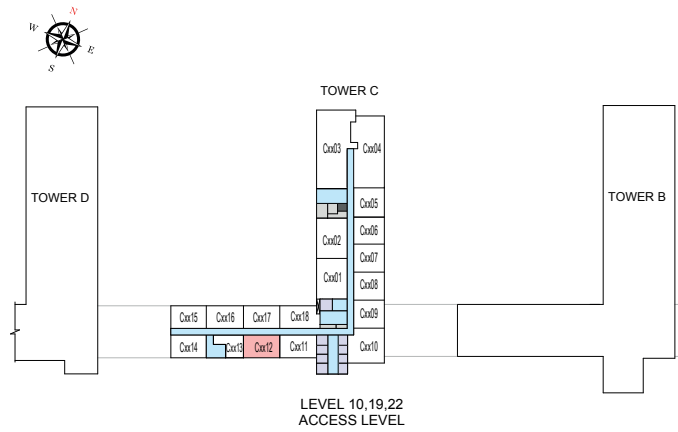 N
W
E
S
TOWER C
Cxx03
Cxx04
TOWER D
TOWER B
Cxx05
Cxx06
Cxx02
Cxx07
Cxx01
Cxx08
Cxx09
Cxx15 Cxx16 Cxx17 Cxx18
Cxx14 Cxx13 Cxx12 Cxx11 Cxx10
LEVEL 10,19,22
ACCESS LEVEL